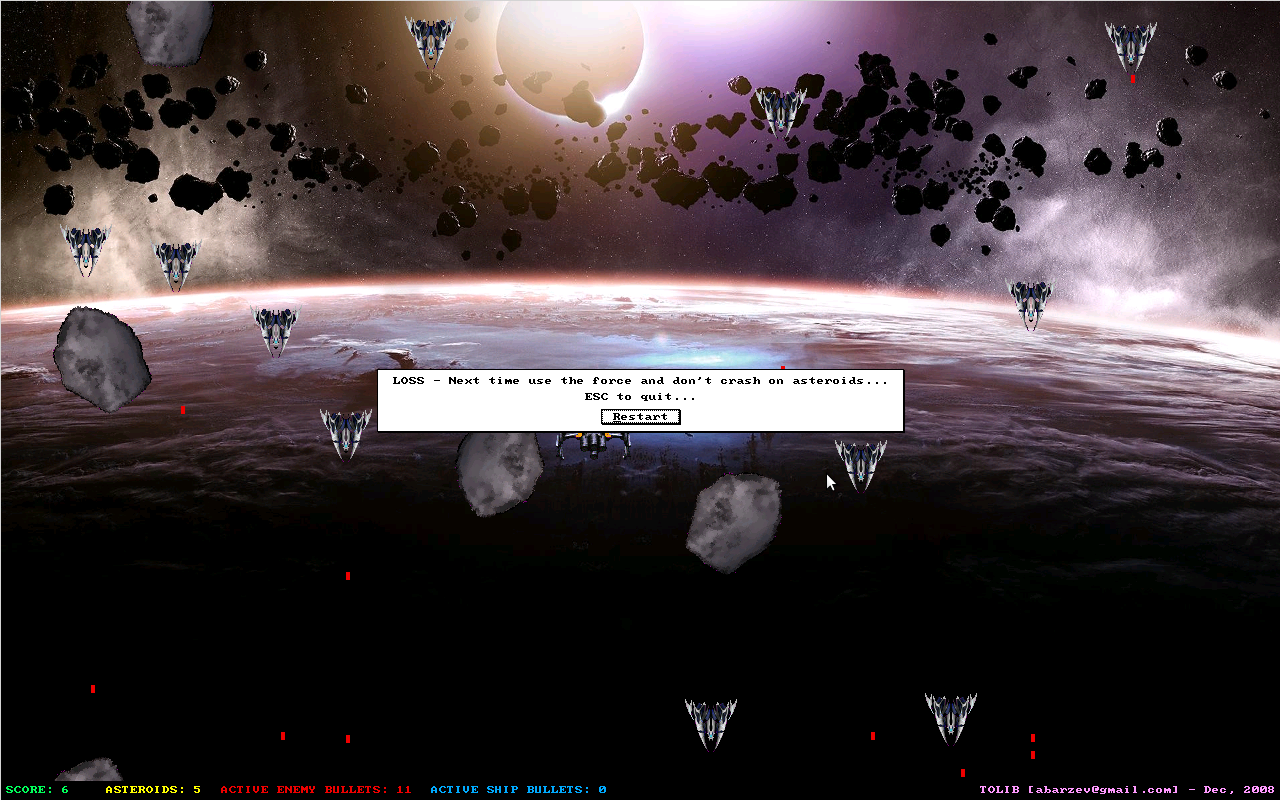 LOSS - Next time use the force and don't crash on asteroids...
ESC to quit...
Restart
SCORE: 6 ASTEROIDS: 5 ACTIVE ENEMY BULLETS: 11 ACTIVE SHIP BULLETS: 0 TOLIB [abarzev@gmail.com] - Dec, 2008